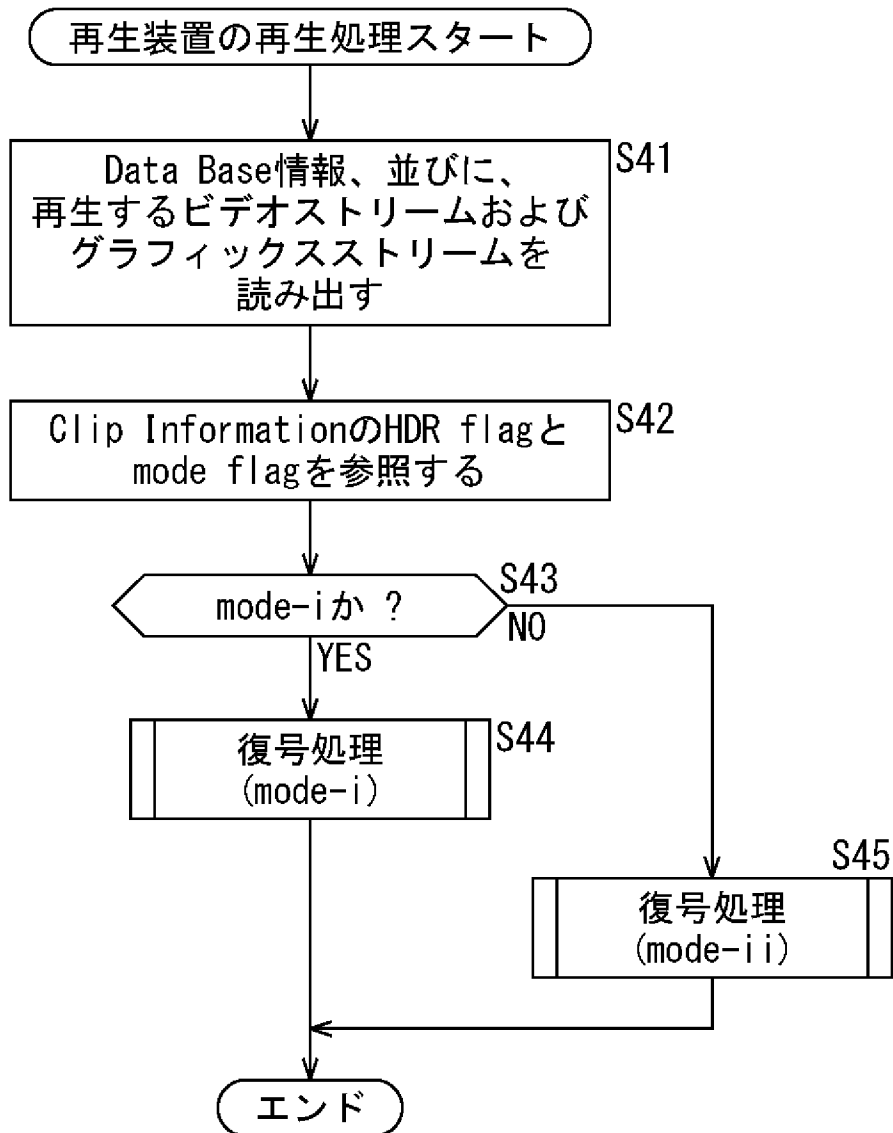 再生装置の再生処理スタート
S41
Data Base情報、並びに、
再生するビデオストリームおよび
グラフィックスストリームを
読み出す
S42
Clip InformationのHDR flagと
mode flagを参照する
S43
mode-iか ?
NO
YES
S44
復号処理
(mode-i)
S45
復号処理
(mode-ii)
エンド